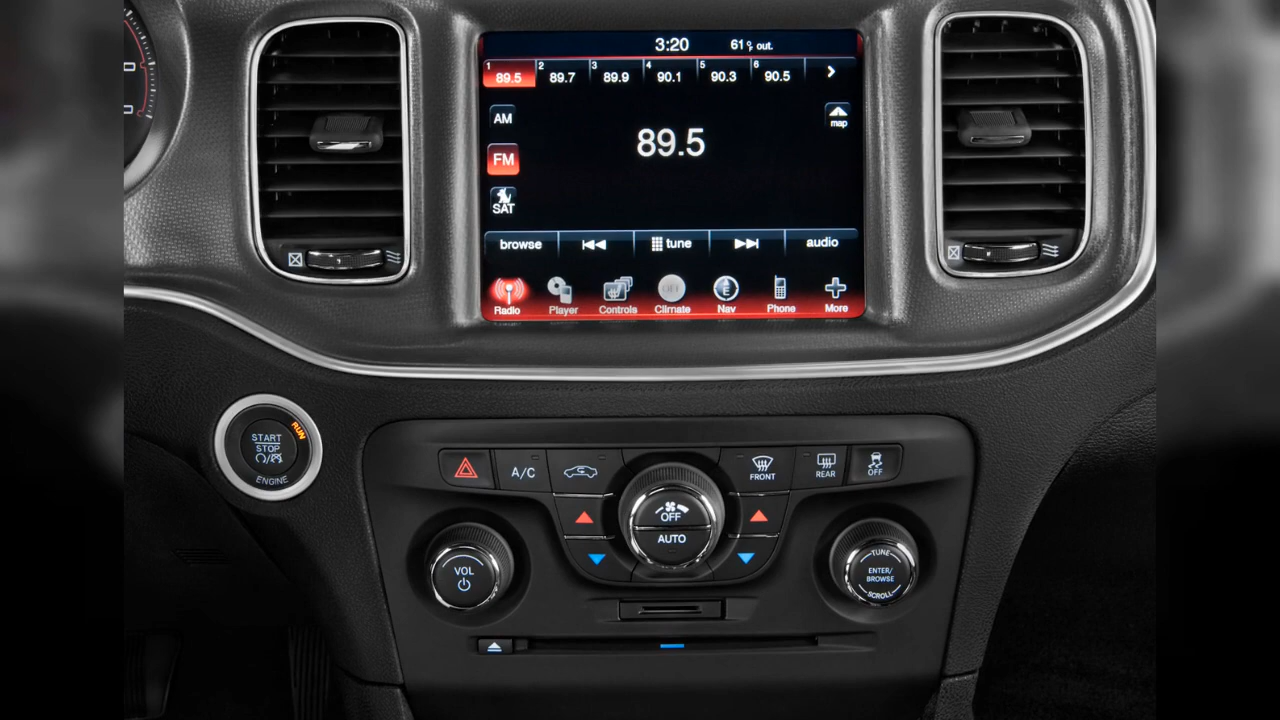 3:20 61°F out.
1 2 3 4 5 6
89.5 89.7 89.9 90.1 90.3 90.5
AM
map
89.5
FM
SAT
browse tune audio
Radio Player Controls Climate Nav Phone More
OFF
E
RUN
START
STOP
ENGINE
A/C
FRONT
REAR
OFF
OFF
AUTO
VOL
TUNE
ENTER/
BROWSE
SCROLL